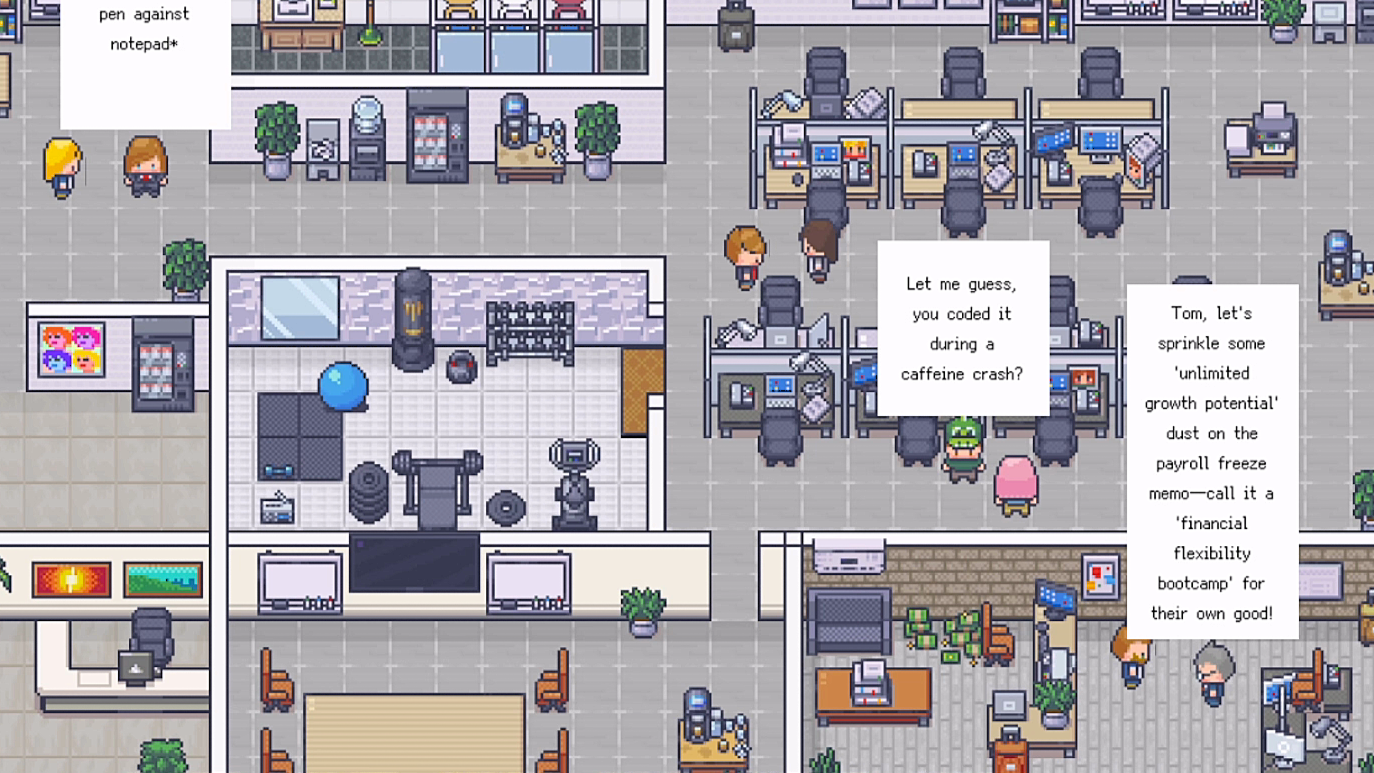 pen against
notepad*
Let me guess,
you coded it
during a
caffeine crash?
Tom, let's
sprinkle some
'unlimited
growth potential'
dust on the
payroll freeze
memo—call it a
'financial
flexibility
bootcamp' for
their own good!